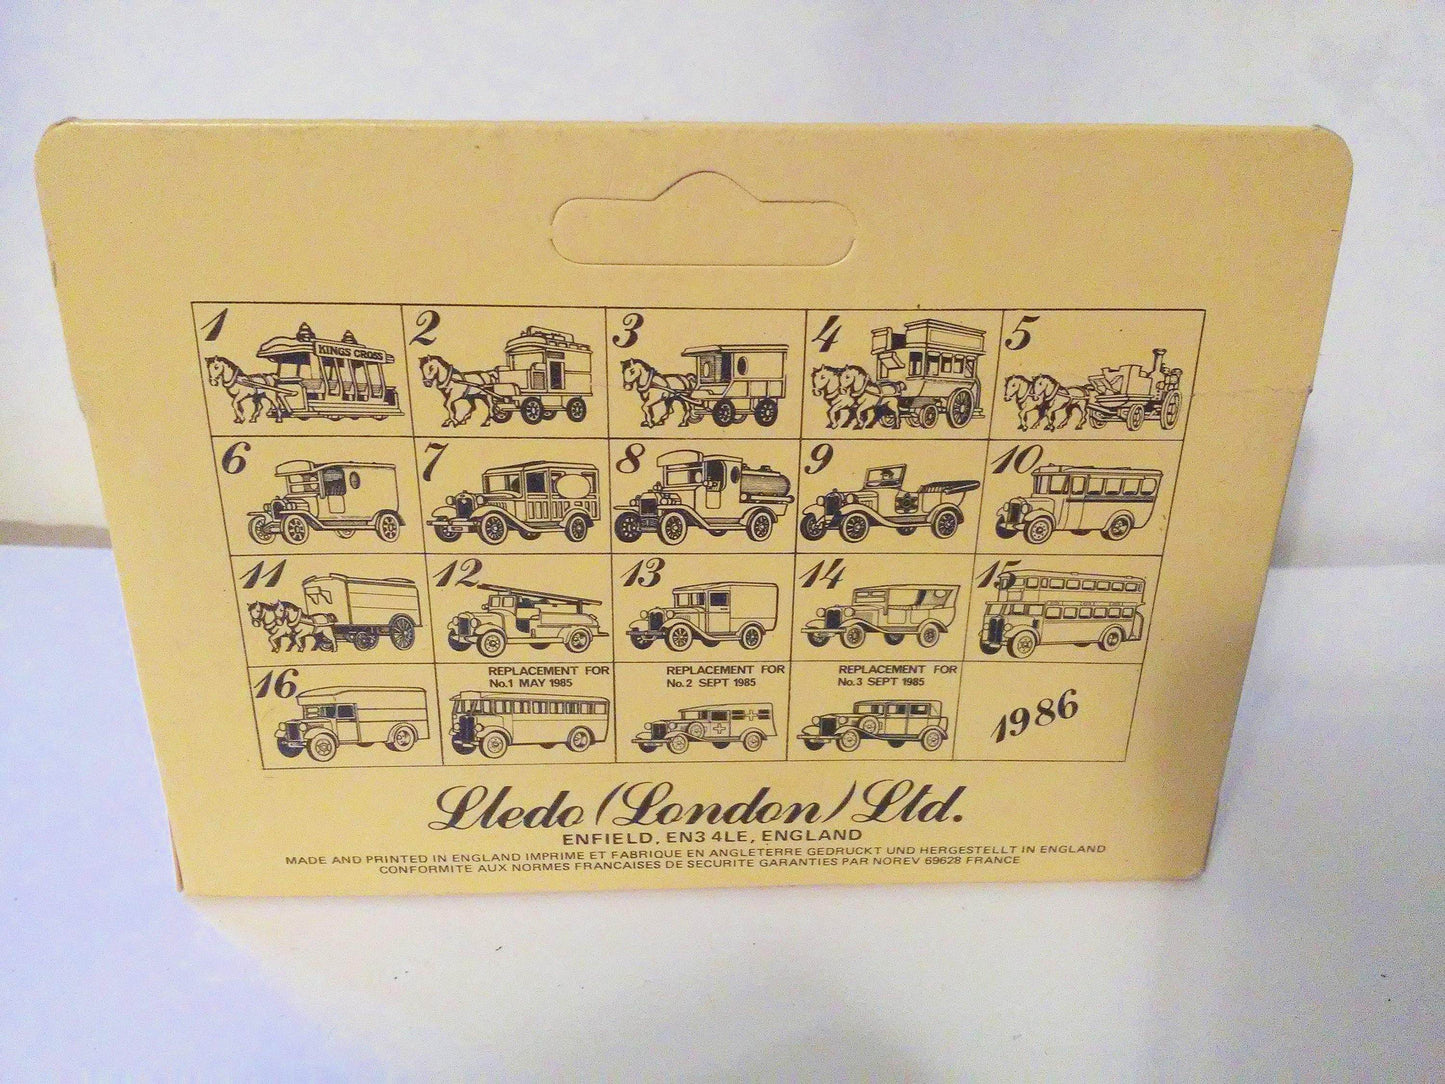 1 2 3 4 5
KINGS CROSS
6 7 8 9 10
11 12 13 14 15
16
REPLACEMENT FOR
No.1 MAY 1985
REPLACEMENT FOR
No.2 SEPT 1985
REPLACEMENT FOR
No.3 SEPT 1985
1986
Lledo (London) Ltd.
ENFIELD, EN3 4LE, ENGLAND
MADE AND PRINTED IN ENGLAND IMPRIME ET FABRIQUE EN ANGLETERRE GEDRUCKT UND HERGESTELLT IN ENGLAND
CONFORMITE AUX NORMES FRANCAISES DE SECURITE GARANTIES PAR NOREV 69628 FRANCE